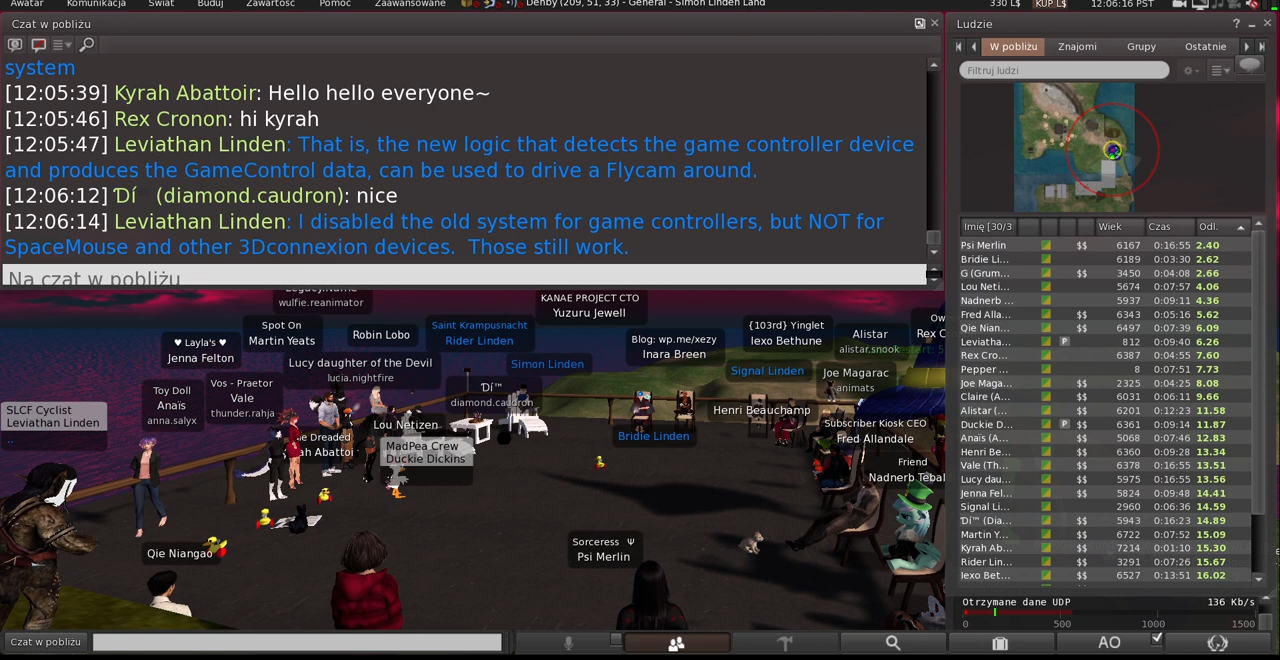 Awatar Komunikacja Świat Buduj Zawartość Pomoc Zaawansowane Denby (209, 51, 33) - General - Simon Linden Land 330 L$ KUP L$ 12:06:16 PST
Czat w pobliżu
system
[12:05:39] Kyrah Abattoir: Hello hello everyone~
[12:05:46] Rex Cronon: hi kyrah
[12:05:47] Leviathan Linden: That is, the new logic that detects the game controller device
and produces the GameControl data, can be used to drive a Flycam around.
[12:06:12] Ɗí™ (diamond.caudron): nice
[12:06:14] Leviathan Linden: I disabled the old system for game controllers, but NOT for
SpaceMouse and other 3Dconnexion devices.  Those still work.
Na czat w pobliżu
wulfie.reanimator
KANAE PROJECT CTO
Yuzuru Jewell
Spot On
Martin Yeats
Robin Lobo
Saint Krampusnacht
Rider Linden
{103rd} Yinglet
Iexo Bethune
Alistar
alistar.snook
Ow
Rex C
♥ Layla's ♥
Jenna Felton
Blog: wp.me/xezy
Inara Breen
Lucy daughter of the Devil
lucia.nightfire
Simon Linden
Signal Linden
Joe Magarac
animats
Toy Doll
Anaïs
anna.salyx
Vos - Praetor
Vale
thunder.rahja
Ɗí™
diamond.caudron
SLCF Cyclist
Leviathan Linden
..
Henri Beauchamp
Lou Netizen
Subscriber Kiosk CEO
Fred Allandale
e Dreaded
ah Abattoi
MadPea Crew
Duckie Dickins
Bridie Linden
Friend
Nadnerb Tebal
Qie Niangao
Sorceress Ψ
Psi Merlin
Czat w pobliżu
Ludzie
W pobliżu Znajomi Grupy Ostatnie
Filtruj ludzi
Imię [30/3 Wiek Czas Odl.
Psi Merlin $$ 6167 0:16:55 2.40
Bridie Li... 6189 0:03:30 2.62
G (Grum... $$ 3450 0:04:08 2.66
Lou Neti... 5674 0:07:57 4.06
Nadnerb ... 5937 0:09:11 4.36
Fred Alla... $$ 6343 0:05:16 5.62
Qie Nian... $$ 6497 0:07:39 6.09
Leviatha... P 812 0:09:40 6.26
Rex Cro... 6387 0:04:55 7.60
Pepper ... 8 0:07:51 7.73
Joe Maga... $$ 2325 0:04:25 8.08
Claire (A... $$ 6031 0:06:11 9.66
Alistar (... $$ 6201 0:12:23 11.58
Duckie D... P $$ 6361 0:09:14 11.87
Anaïs (A... $$ 5068 0:07:46 12.83
Henri Be... $$ 6360 0:09:28 13.34
Vale (Th... $$ 6378 0:16:55 13.51
Lucy dau... $$ 5975 0:16:55 13.56
Jenna Fel... $$ 5824 0:09:48 14.41
Signal Li... 2960 0:06:36 14.59
Ɗí™ (Dia... $$ 5943 0:16:23 14.89
Martin Y... $$ 6722 0:07:52 15.09
Kyrah Ab... $$ 7214 0:01:10 15.30
Rider Lin... $$ 3291 0:07:26 15.67
Iexo Bet... $$ 6527 0:13:51 16.02
Otrzymane dane UDP 136 Kb/s
0 500 1000 1500
AO